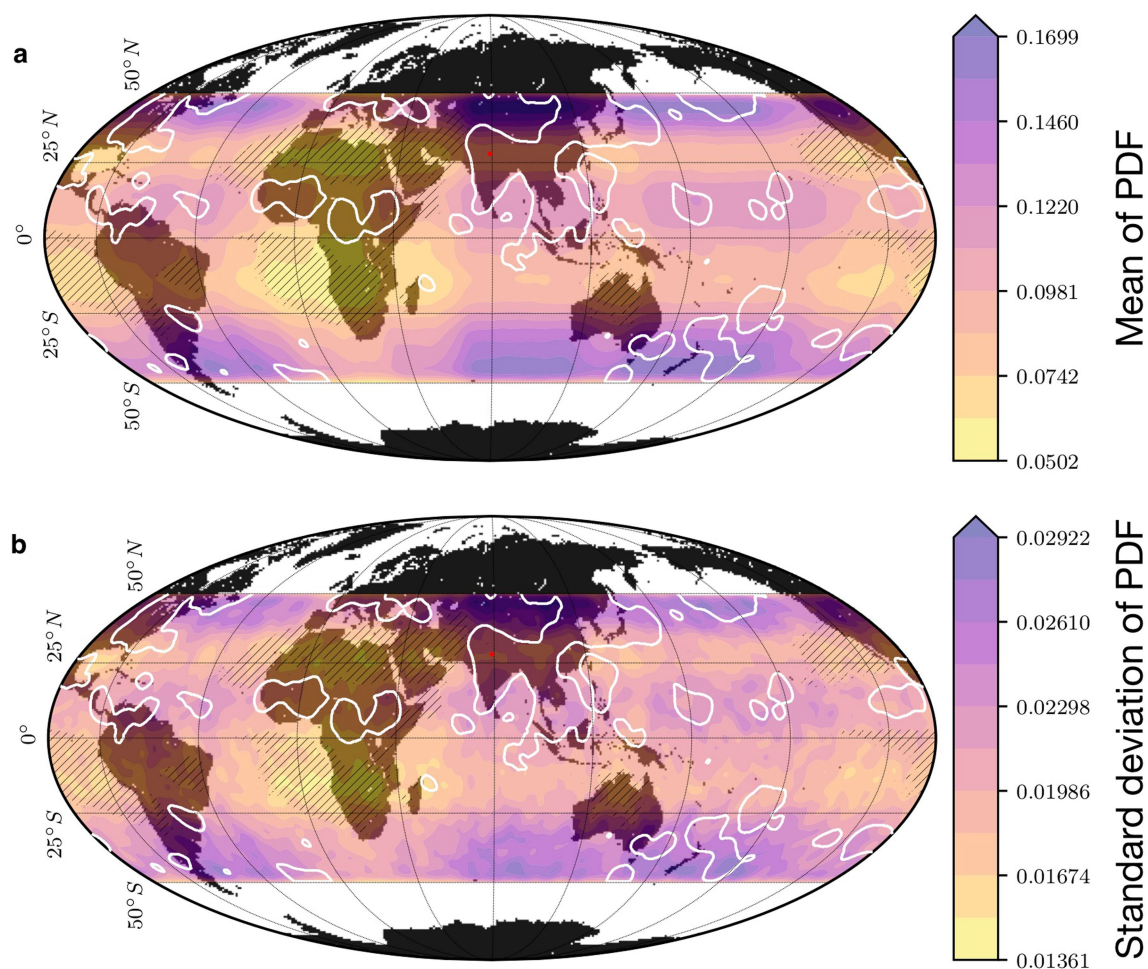 a
50° N
25° N
0°
25° S
50° S
0.1699
0.1460
0.1220
0.0981
0.0742
0.0502
Mean of PDF
b
50° N
25° N
0°
25° S
50° S
0.02922
0.02610
0.02298
0.01986
0.01674
0.01361
Standard deviation of PDF